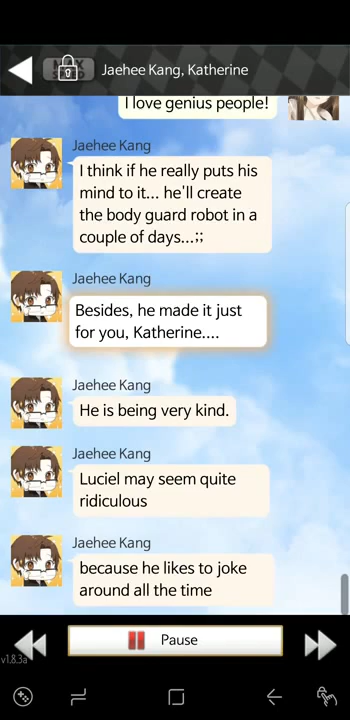 Jaehee Kang, Katherine
I love genius people!
Jaehee Kang
I think if he really puts his
mind to it... he'll create
the body guard robot in a
couple of days...;;
Jaehee Kang
Besides, he made it just
for you, Katherine....
Jaehee Kang
He is being very kind.
Jaehee Kang
Luciel may seem quite
ridiculous
Jaehee Kang
because he likes to joke
around all the time
Pause
v1.8.3a